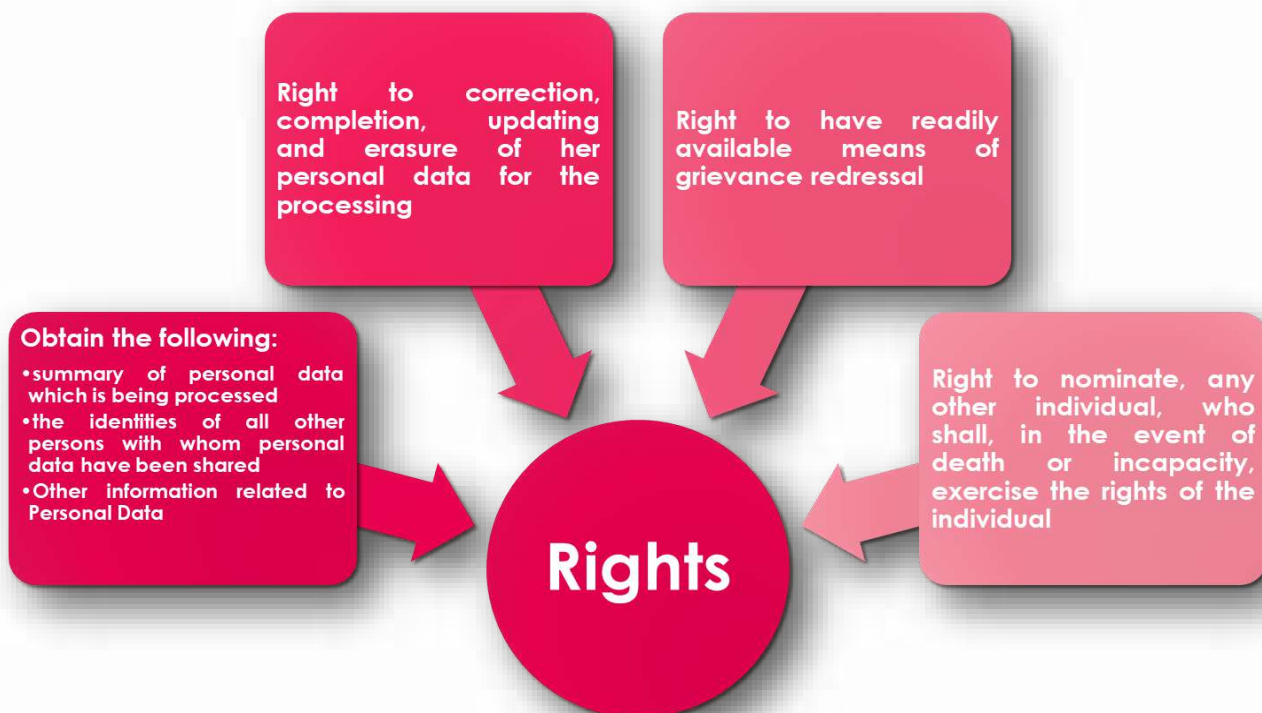 Right to correction,
completion, updating
and erasure of her
personal data for the
processing
Right to have readily
available means of
grievance redressal
Obtain the following:
•summary of personal data
which is being processed
•the identities of all other
persons with whom personal
data have been shared
•Other information related to
Personal Data
Right to nominate, any
other individual, who
shall, in the event of
death or incapacity,
exercise the rights of the
individual
Rights